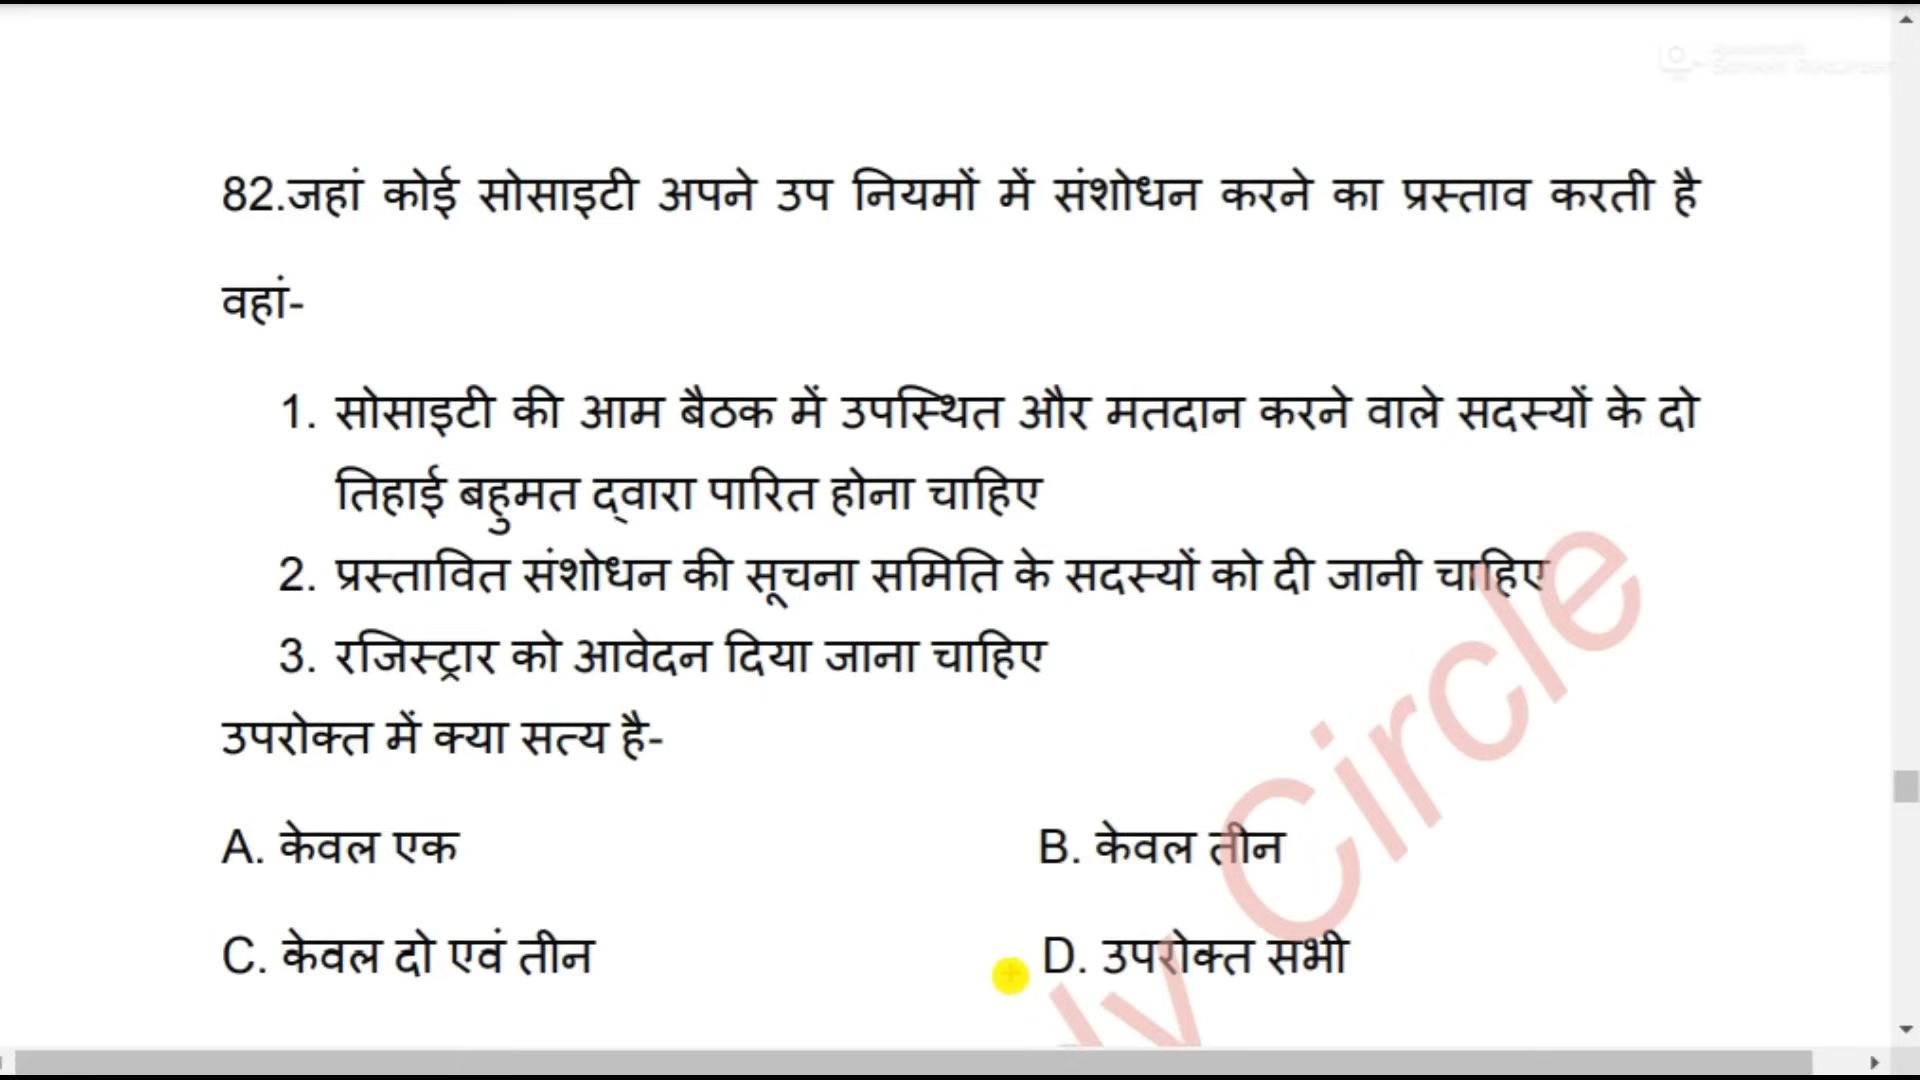 82.जहां कोई सोसाइटी अपने उप नियमों में संशोधन करने का प्रस्ताव करती है
वहां-
1. सोसाइटी की आम बैठक में उपस्थित और मतदान करने वाले सदस्यों के दो
तिहाई बहुमत द्वारा पारित होना चाहिए
2. प्रस्तावित संशोधन की सूचना समिति के सदस्यों को दी जानी चाहिए
3. रजिस्ट्रार को आवेदन दिया जाना चाहिए
उपरोक्त में क्या सत्य है-
A. केवल एक
B. केवल तीन
C. केवल दो एवं तीन
D. उपरोक्त सभी
dy Circle